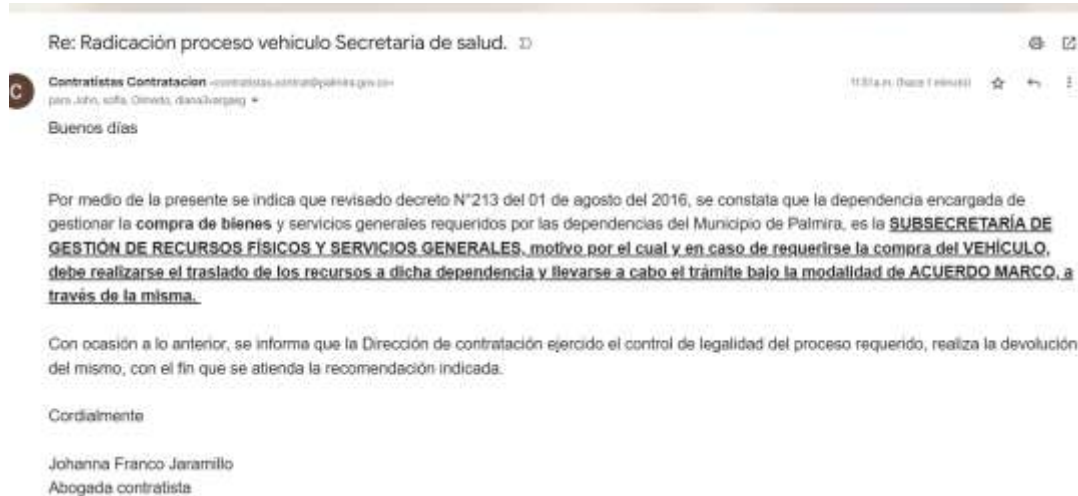 Re: Radicación proceso vehículo Secretaria de salud.
C
Contratistas Contratacion
Buenos días
Por medio de la presente se indica que revisado decreto N°213 del 01 de agosto del 2016, se constata que la dependencia encargada de
gestionar la compra de bienes y servicios generales requeridos por las dependencias del Municipio de Palmira, es la SUBSECRETARÍA DE
GESTIÓN DE RECURSOS FÍSICOS Y SERVICIOS GENERALES, motivo por el cual y en caso de requerirse la compra del VEHÍCULO,
debe realizarse el traslado de los recursos a dicha dependencia y llevarse a cabo el trámite bajo la modalidad de ACUERDO MARCO, a
través de la misma.
Con ocasión a lo anterior, se informa que la Dirección de contratación ejercido el control de legalidad del proceso requerido, realiza la devolución
del mismo, con el fin que se atienda la recomendación indicada.
Cordialmente
Johanna Franco Jaramillo
Abogada contratista